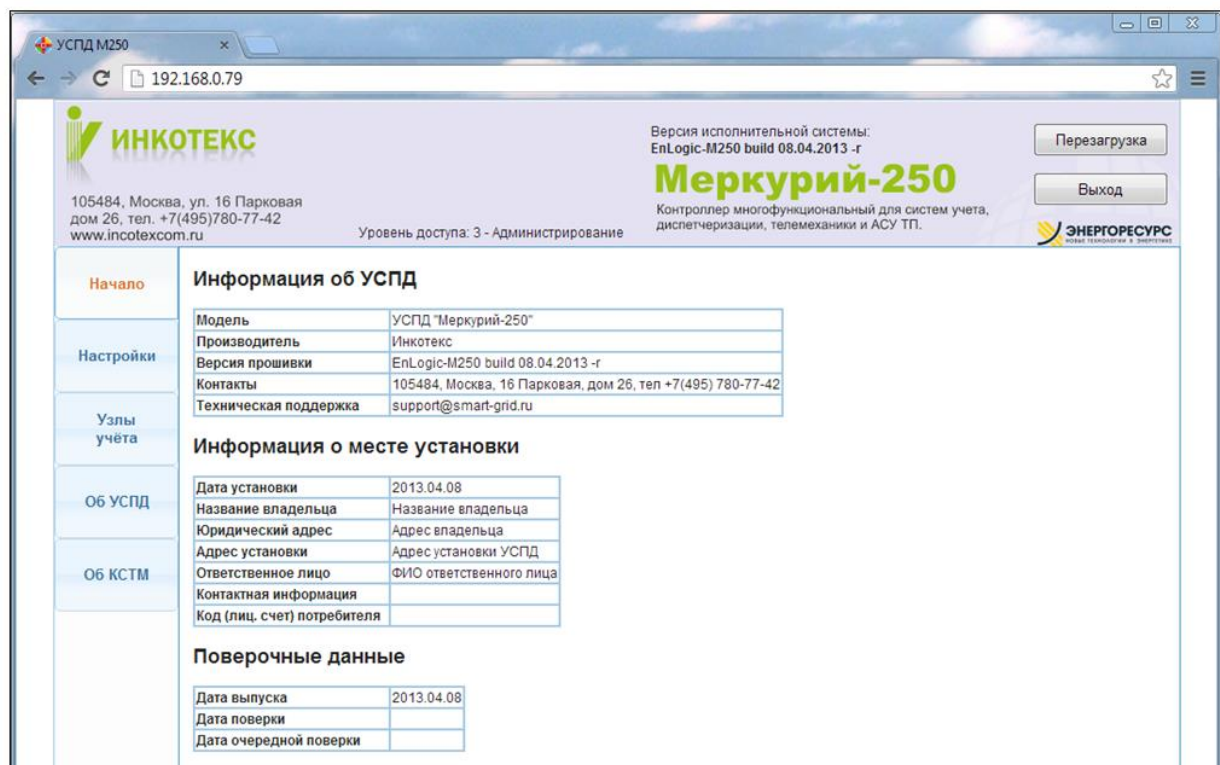 УСПД М250
192.168.0.79
ИНКОТЕКС
105484, Москва, ул. 16 Парковая
дом 26, тел. +7(495)780-77-42
www.incotexcom.ru
Уровень доступа: 3 - Администрирование
Версия исполнительной системы:
EnLogic-M250 build 08.04.2013 -r
Меркурий-250
Контроллер многофункциональный для систем учета,
диспетчеризации, телемеханики и АСУ ТП.
Перезагрузка
Выход
ЭНЕРГОРЕСУРС
НОВЫЕ ТЕХНОЛОГИИ В ЭНЕРГЕТИКЕ
Начало
Настройки
Узлы
учёта
Об УСПД
Об КСТМ
Информация об УСПД
Модель УСПД "Меркурий-250"
Производитель Инкотекс
Версия прошивки EnLogic-M250 build 08.04.2013 -r
Контакты 105484, Москва, 16 Парковая, дом 26, тел +7(495) 780-77-42
Техническая поддержка support@smart-grid.ru
Информация о месте установки
Дата установки 2013.04.08
Название владельца Название владельца
Юридический адрес Адрес владельца
Адрес установки Адрес установки УСПД
Ответственное лицо ФИО ответственного лица
Контактная информация
Код (лиц. счет) потребителя
Поверочные данные
Дата выпуска 2013.04.08
Дата поверки
Дата очередной поверки